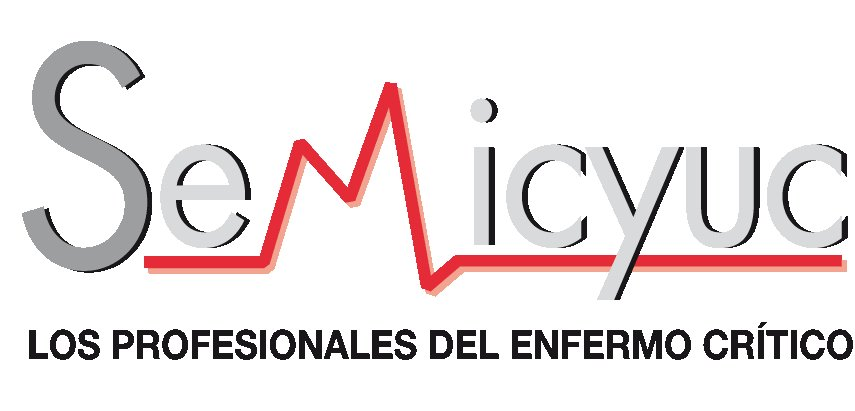 SeMicyuc
LOS PROFESIONALES DEL ENFERMO CRÍTICO